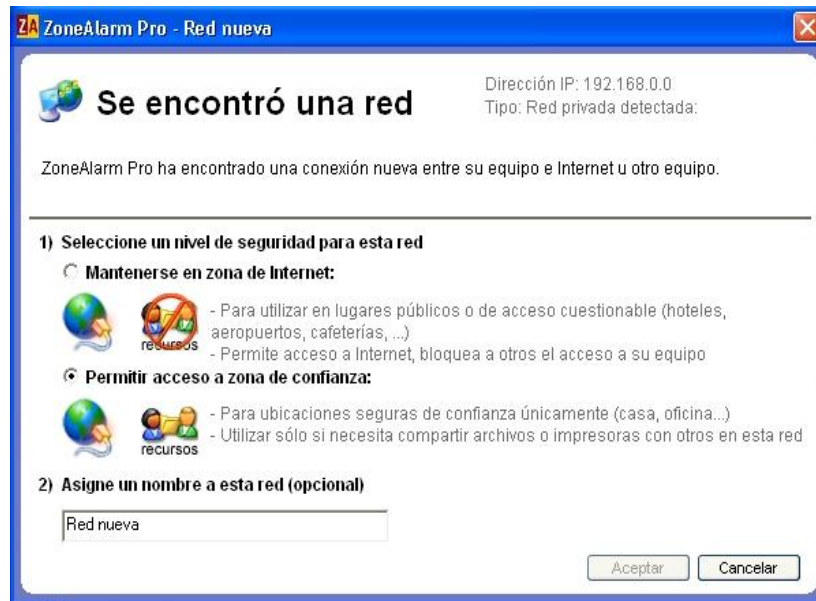 ZA ZoneAlarm Pro - Red nueva
Se encontró una red
Dirección IP: 192.168.0.0
Tipo: Red privada detectada:
ZoneAlarm Pro ha encontrado una conexión nueva entre su equipo e Internet u otro equipo.
1) Seleccione un nivel de seguridad para esta red
Mantenerse en zona de Internet:
recursos
- Para utilizar en lugares públicos o de acceso cuestionable (hoteles,
aeropuertos, cafeterías, ...)
- Permite acceso a Internet, bloquea a otros el acceso a su equipo
Permitir acceso a zona de confianza:
recursos
- Para ubicaciones seguras de confianza únicamente (casa, oficina...)
- Utilizar sólo si necesita compartir archivos o impresoras con otros en esta red
2) Asigne un nombre a esta red (opcional)
Red nueva
Aceptar
Cancelar